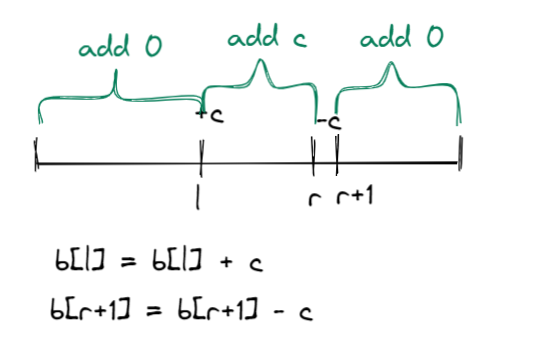 add 0 add c add 0
+c -c
l r r+1
b[l] = b[l] + c
b[r+1] = b[r+1] - c